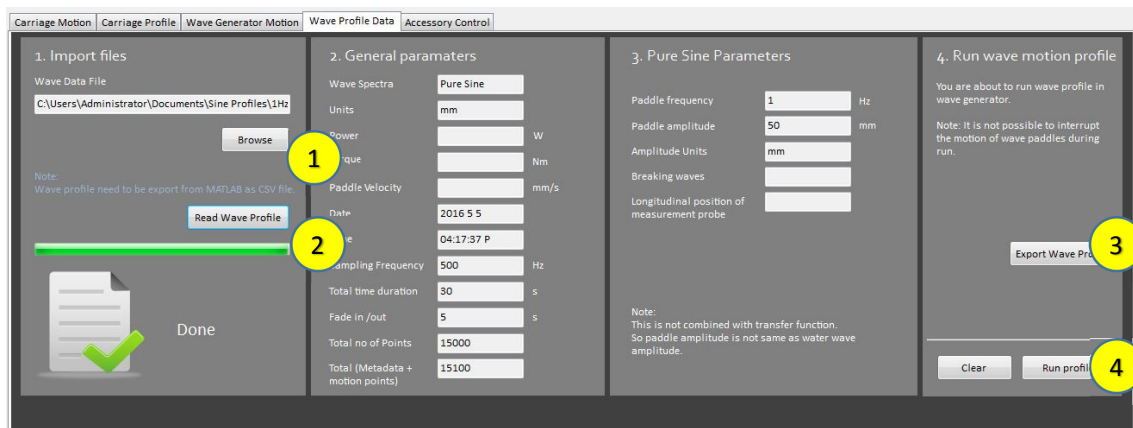 Carriage Motion
Carriage Profile
Wave Generator Motion
Wave Profile Data
Accessory Control
1. Import files
Wave Data File
C:\Users\Administrator\Documents\Sine Profiles\1Hz
Browse
1
Note:
Wave profile need to be export from MATLAB as CSV file.
Read Wave Profile
2
Done
2. General paramaters
Wave Spectra Pure Sine
Units mm
Power W
rque Nm
Paddle Velocity mm/s
Date 2016 5 5
04:17:37 P
Sampling Frequency 500 Hz
Total time duration 30 s
Fade in /out 5 s
Total no of Points 15000
Total (Metadata + 15100
motion points)
3. Pure Sine Parameters
Paddle frequency 1 Hz
Paddle amplitude 50 mm
Amplitude Units mm
Breaking waves
Longitudinal position of
measurement probe
Note:
This is not combined with transfer function.
So paddle amplitude is not same as water wave
amplitude.
4. Run wave motion profile
You are about to run wave profile in
wave generator.
Note: It is not possible to interrupt
the motion of wave paddles during
run.
Export Wave Pro
3
Clear
Run profil
4